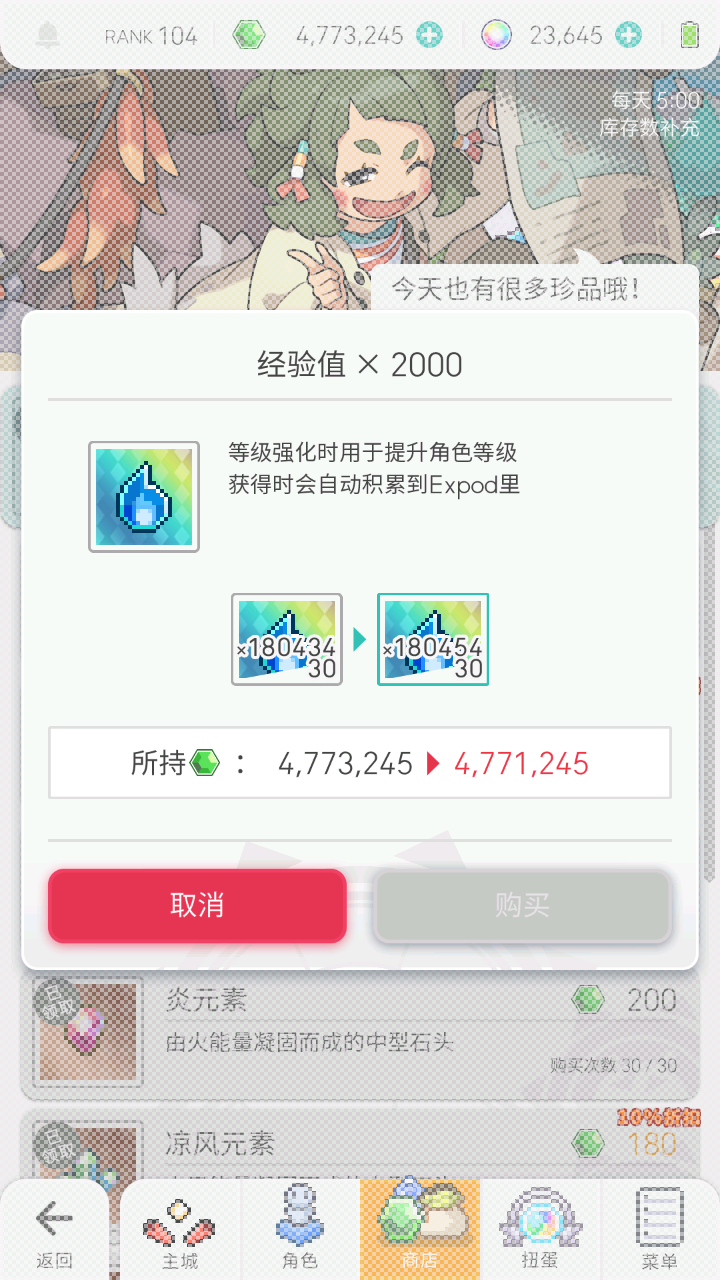 RANK 104 4,773,245 23,645
每天 5:00
库存数补充
今天也有很多珍品哦！
经验值 × 2000
等级强化时用于提升角色等级
获得时会自动积累到Expod里
×180434
30
×180454
30
所持 ： 4,773,245 4,771,245
取消 购买
已
领取
炎元素 200
由火能量凝固而成的中型石头
购买次数 30 / 30
10%折扣
已
领取
凉风元素 180
返回 主城 角色 商店 扭蛋 菜单